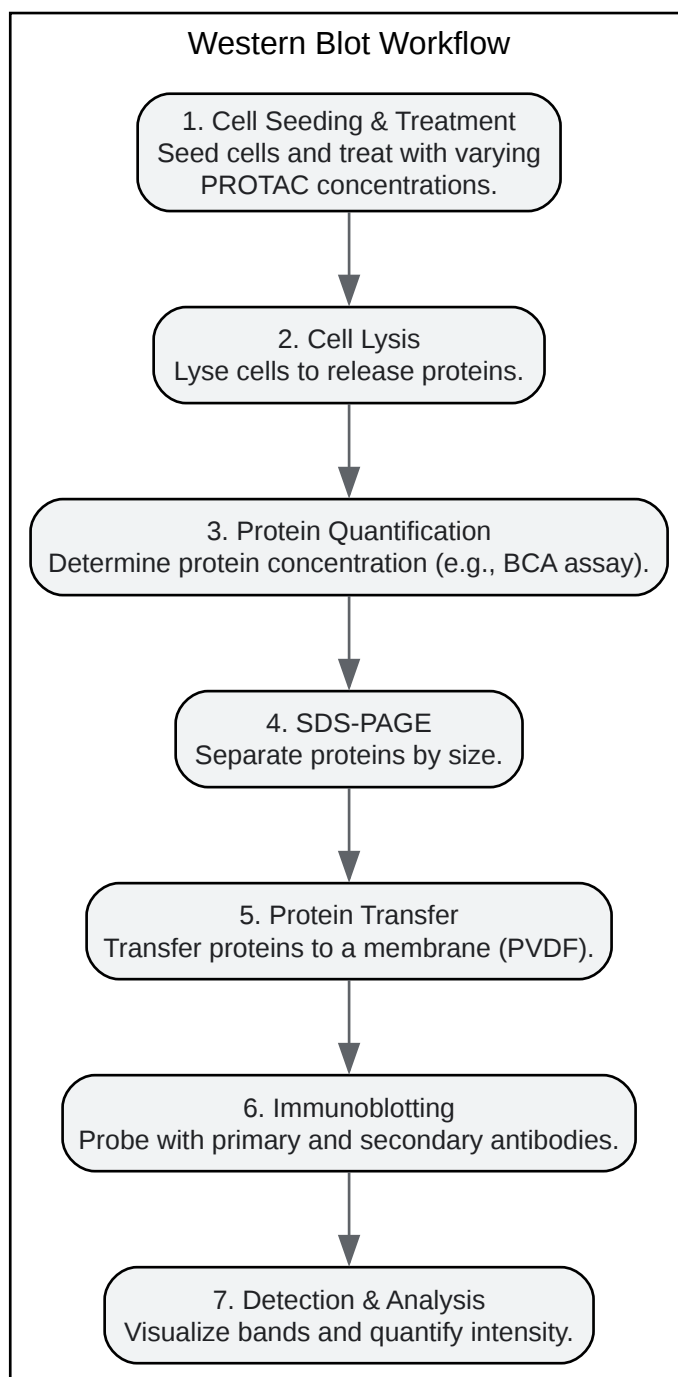 Western Blot Workflow
1. Cell Seeding & Treatment
Seed cells and treat with varying
PROTAC concentrations.
2. Cell Lysis
Lyse cells to release proteins.
3. Protein Quantification
Determine protein concentration (e.g., BCA assay).
4. SDS-PAGE
Separate proteins by size.
5. Protein Transfer
Transfer proteins to a membrane (PVDF).
6. Immunoblotting
Probe with primary and secondary antibodies.
7. Detection & Analysis
Visualize bands and quantify intensity.